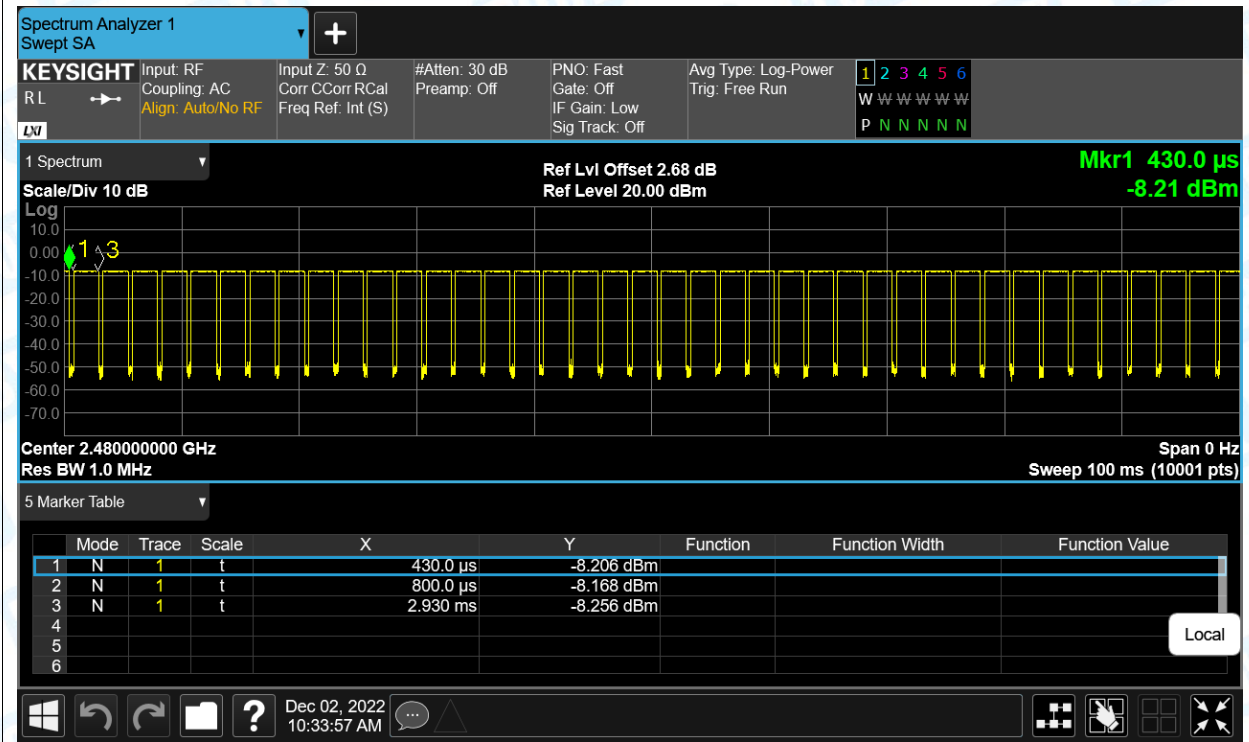 Spectrum Analyzer 1
Swept SA
+
KEYSIGHT
R L
LXI
Input: RF
Coupling: AC
Align: Auto/No RF
Input Z: 50 Ω
Corr CCorr RCal
Freq Ref: Int (S)
#Atten: 30 dB
Preamp: Off
PNO: Fast
Gate: Off
IF Gain: Low
Sig Track: Off
Avg Type: Log-Power
Trig: Free Run
1 2 3 4 5 6
W W W W W W
P N N N N N
1 Spectrum
Scale/Div 10 dB
Ref Lvl Offset 2.68 dB
Ref Level 20.00 dBm
Mkr1 430.0 µs
-8.21 dBm
Log
10.0
0.00
-10.0
-20.0
-30.0
-40.0
-50.0
-60.0
-70.0
1 3
Center 2.480000000 GHz
Res BW 1.0 MHz
Span 0 Hz
Sweep 100 ms (10001 pts)
5 Marker Table
Mode Trace Scale X Y Function Function Width Function Value
1 N 1 t 430.0 µs -8.206 dBm
2 N 1 t 800.0 µs -8.168 dBm
3 N 1 t 2.930 ms -8.256 dBm
4
5
6
Local
?
Dec 02, 2022
10:33:57 AM